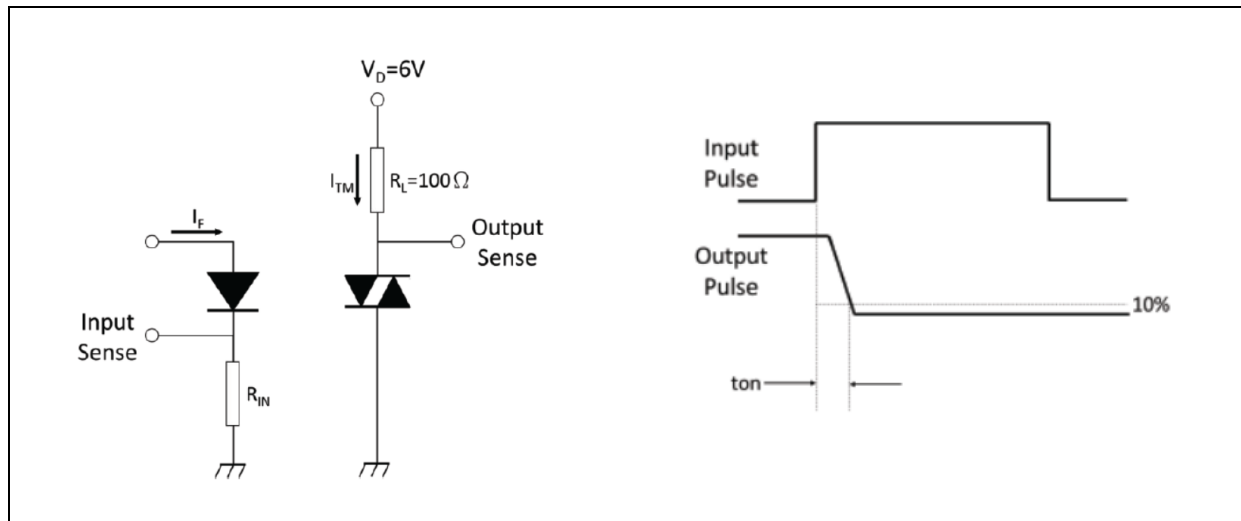 V_D=6V
I_TM
R_L=100Ω
Output
Sense
I_F
Input
Sense
R_IN
Input
Pulse
Output
Pulse
10%
ton